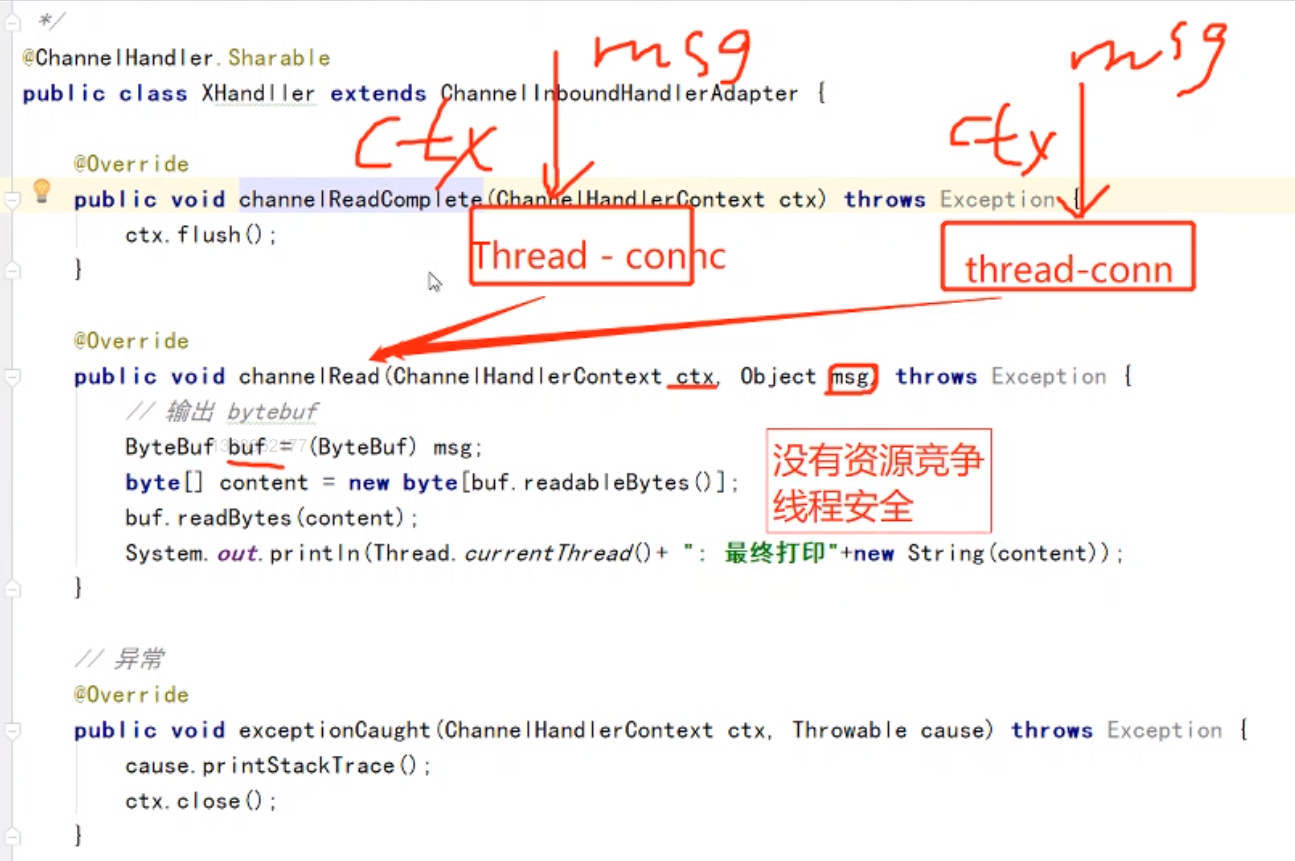 */
@ChannelHandler.Sharable
public class XHandller extends ChannelInboundHandlerAdapter {
msg
msg
ctx
ctx
@Override
public void channelReadComplete(ChannelHandlerContext ctx) throws Exception {
ctx.flush();
}
Thread - connc
thread-conn
@Override
public void channelRead(ChannelHandlerContext ctx, Object msg) throws Exception {
// 输出 bytebuf
ByteBuf buf = (ByteBuf) msg;
byte[] content = new byte[buf.readableBytes()];
buf.readBytes(content);
System.out.println(Thread.currentThread()+ ": 最终打印"+new String(content));
}
没有资源竞争
线程安全
// 异常
@Override
public void exceptionCaught(ChannelHandlerContext ctx, Throwable cause) throws Exception {
cause.printStackTrace();
ctx.close();
}